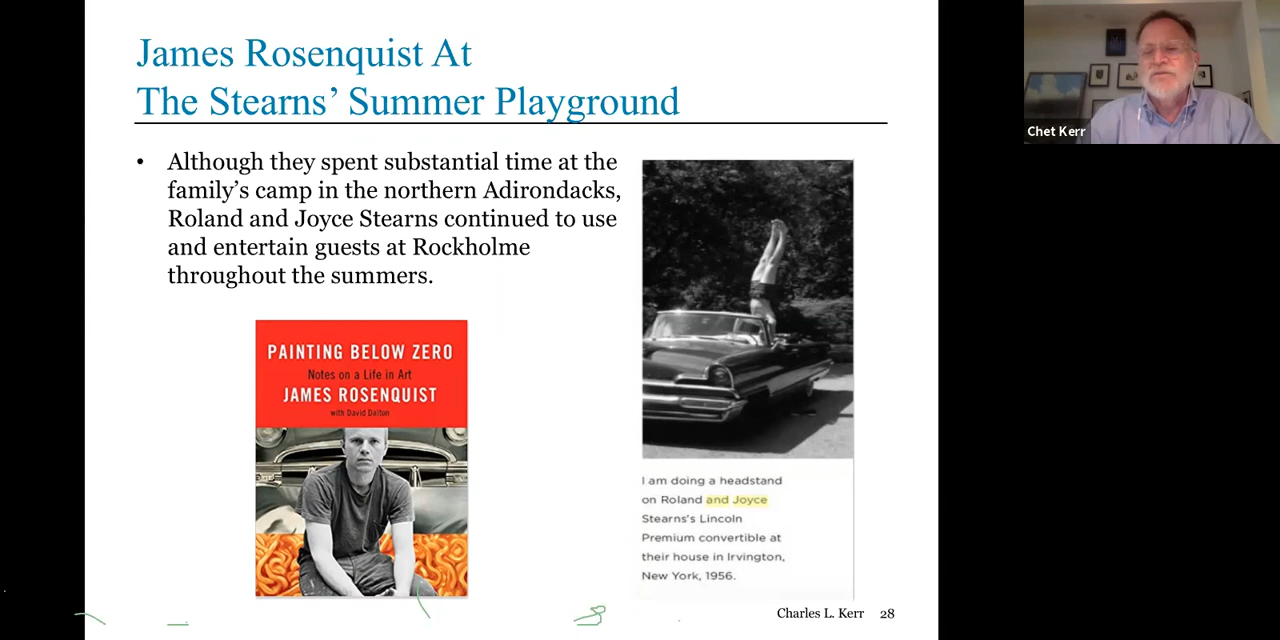 James Rosenquist At
The Stearns’ Summer Playground
• Although they spent substantial time at the
family’s camp in the northern Adirondacks,
Roland and Joyce Stearns continued to use
and entertain guests at Rockholme
throughout the summers.
PAINTING BELOW ZERO
Notes on a Life in Art
JAMES ROSENQUIST
with David Dalton
I am doing a headstand
on Roland and Joyce
Stearns's Lincoln
Premium convertible at
their house in Irvington,
New York, 1956.
Charles L. Kerr 28
Chet Kerr